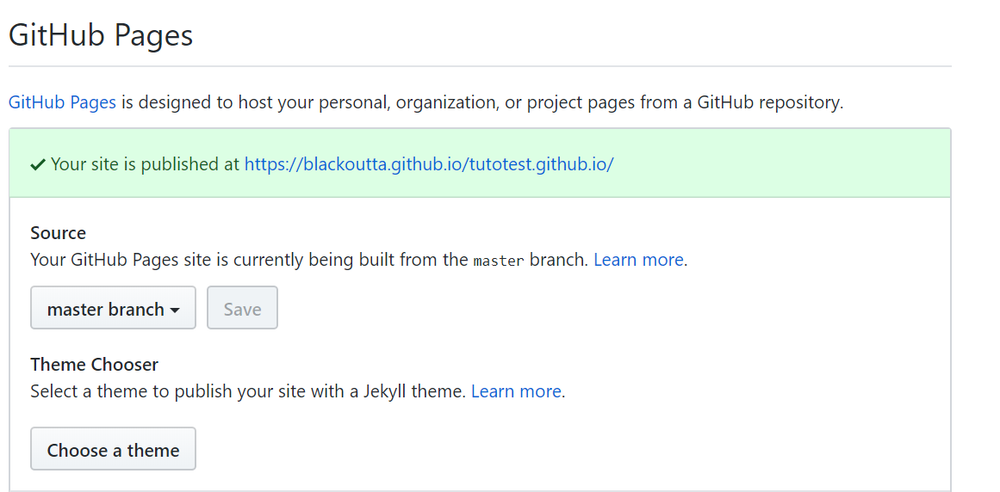 GitHub Pages
GitHub Pages is designed to host your personal, organization, or project pages from a GitHub repository.
Your site is published at https://blackoutta.github.io/tutotest.github.io/
Source
Your GitHub Pages site is currently being built from the master branch. Learn more.
master branch
Save
Theme Chooser
Select a theme to publish your site with a Jekyll theme. Learn more.
Choose a theme